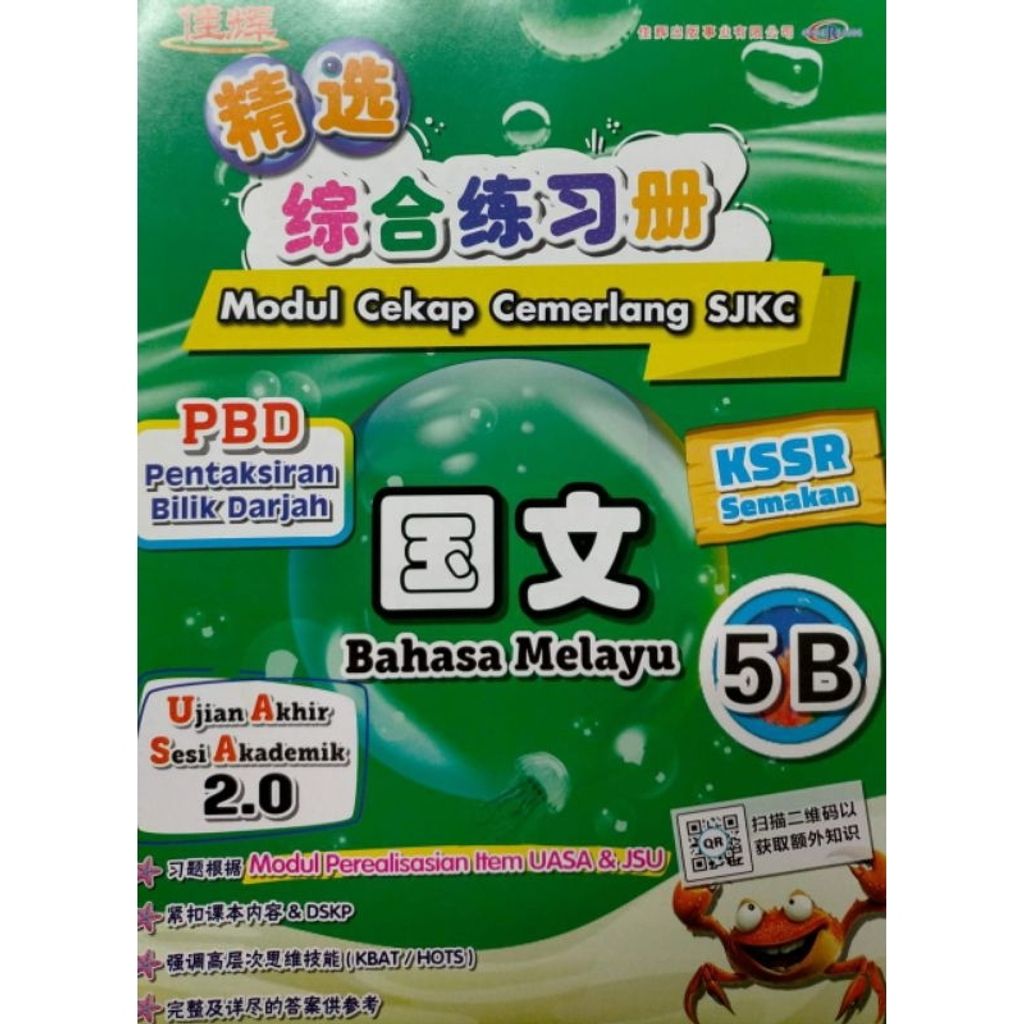 佳辉
佳辉出版事业有限公司
精选
综合练习册
Modul Cekap Cemerlang SJKC
PBD
Pentaksiran
Bilik Darjah
KSSR
Semakan
国文
Bahasa Melayu
5B
Ujian Akhir
Sesi Akademik
2.0
QR
扫描二维码以
获取额外知识
习题根据 Modul Perealisasian Item UASA & JSU
紧扣课本内容 & DSKP
强调高层次思维技能 ( KBAT / HOTS )
完整及详尽的答案供参考